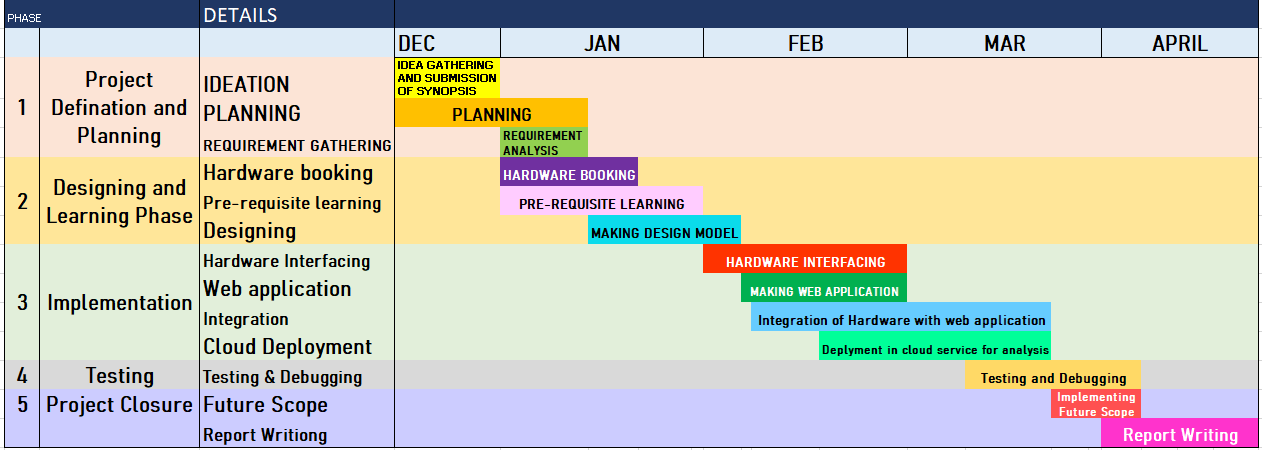 PHASE DETAILS
DEC JAN FEB MAR APRIL
1
Project
Defination and
Planning
IDEATION
IDEA GATHERING
AND SUBMISSION
OF SYNOPSIS
PLANNING
PLANNING
REQUIREMENT GATHERING
REQUIREMENT
ANALYSIS
2
Designing and
Learning Phase
Hardware booking
HARDWARE BOOKING
Pre-requisite learning
PRE-REQUISITE LEARNING
Designing
MAKING DESIGN MODEL
3
Implementation
Hardware Interfacing
HARDWARE INTERFACING
Web application
MAKING WEB APPLICATION
Integration
Integration of Hardware with web application
Cloud Deployment
Deplyment in cloud service for analysis
4
Testing
Testing & Debugging
Testing and Debugging
5
Project Closure
Future Scope
Implementing
Future Scope
Report Writiong
Report Writing